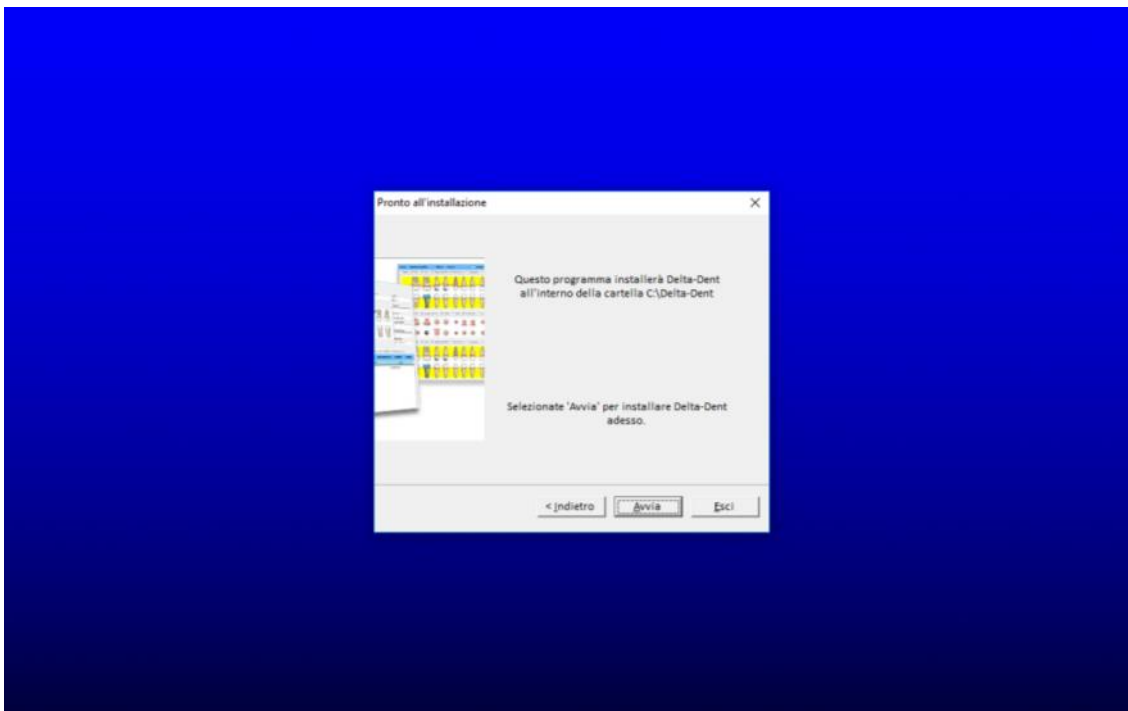 Pronto all'installazione
Questo programma installerà Delta-Dent
all'interno della cartella C:\Delta-Dent
Selezionate 'Avvia' per installare Delta-Dent
adesso.
< Indietro
Avvia
Esci